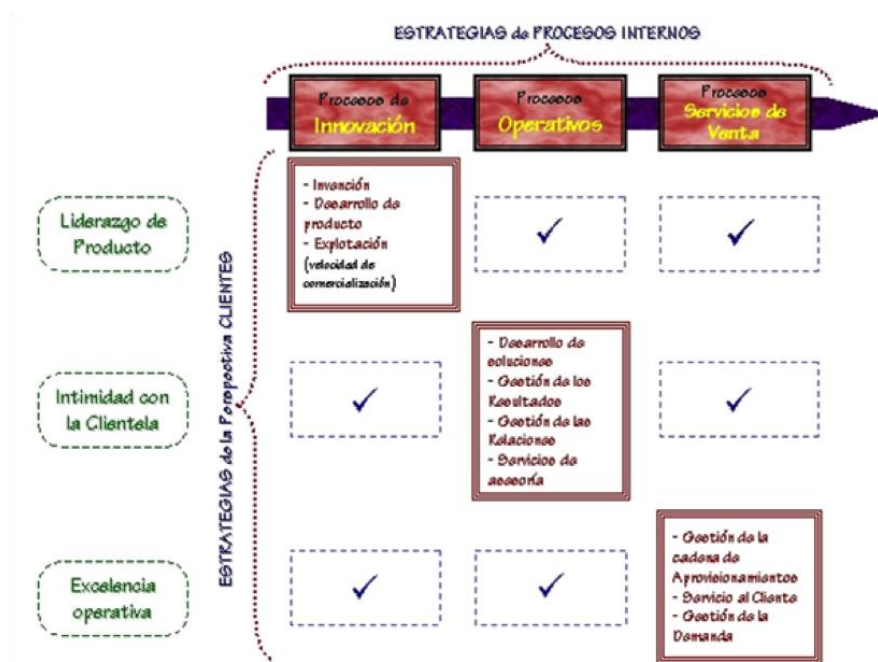 ESTRATEGIAS de PROCESOS INTERNOS
Procesos de
Innovación
Procesos
Operativos
Procesos
Servicios de
Venta
ESTRATEGIAS de la Perspectiva CLIENTES
Liderazgo de
Producto
- Invención
- Desarrollo de
producto
- Explotación
(velocidad de
comercialización)
✓
✓
Intimidad con
la Clientela
✓
- Desarrollo de
soluciones
- Gestión de los
Resultados
- Gestión de las
Relaciones
- Servicios de
asesoría
✓
Excelencia
operativa
✓
✓
- Gestión de la
cadena de
Aprovisionamientos
- Servicio al Cliente
- Gestión de la
Demanda